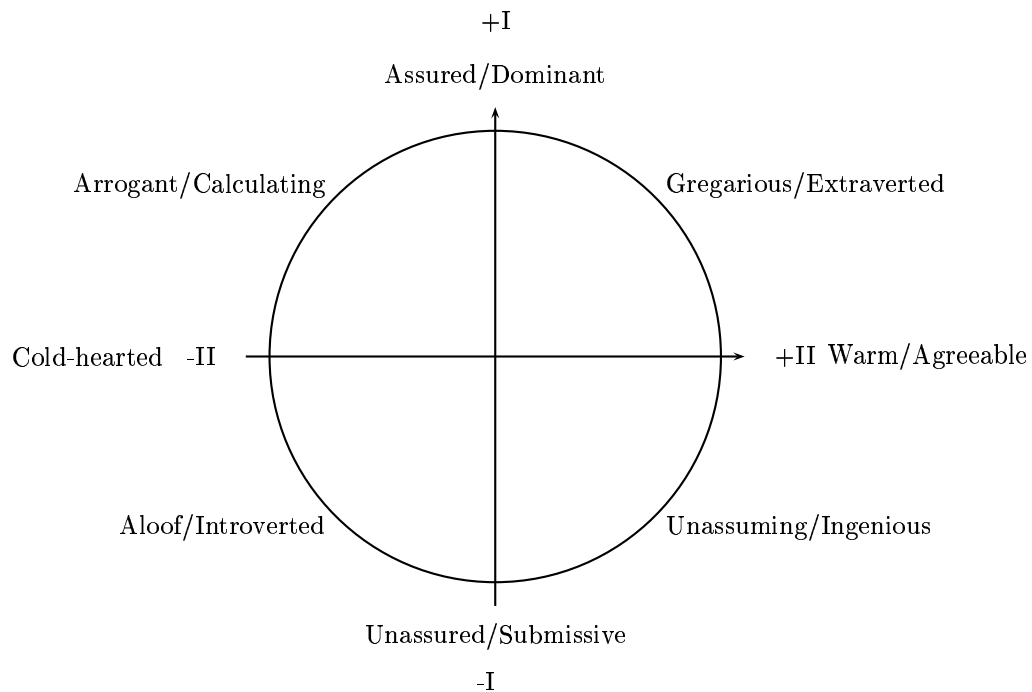 +I
Assured/Dominant
Arrogant/Calculating
Gregarious/Extraverted
Cold-hearted -II
+II Warm/Agreeable
Aloof/Introverted
Unassuming/Ingenious
Unassured/Submissive
-I